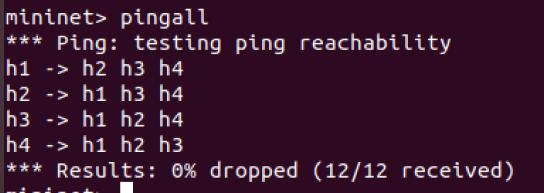 mininet> pingall
*** Ping: testing ping reachability
h1 -> h2 h3 h4
h2 -> h1 h3 h4
h3 -> h1 h2 h4
h4 -> h1 h2 h3
*** Results: 0% dropped (12/12 received)
mininet>